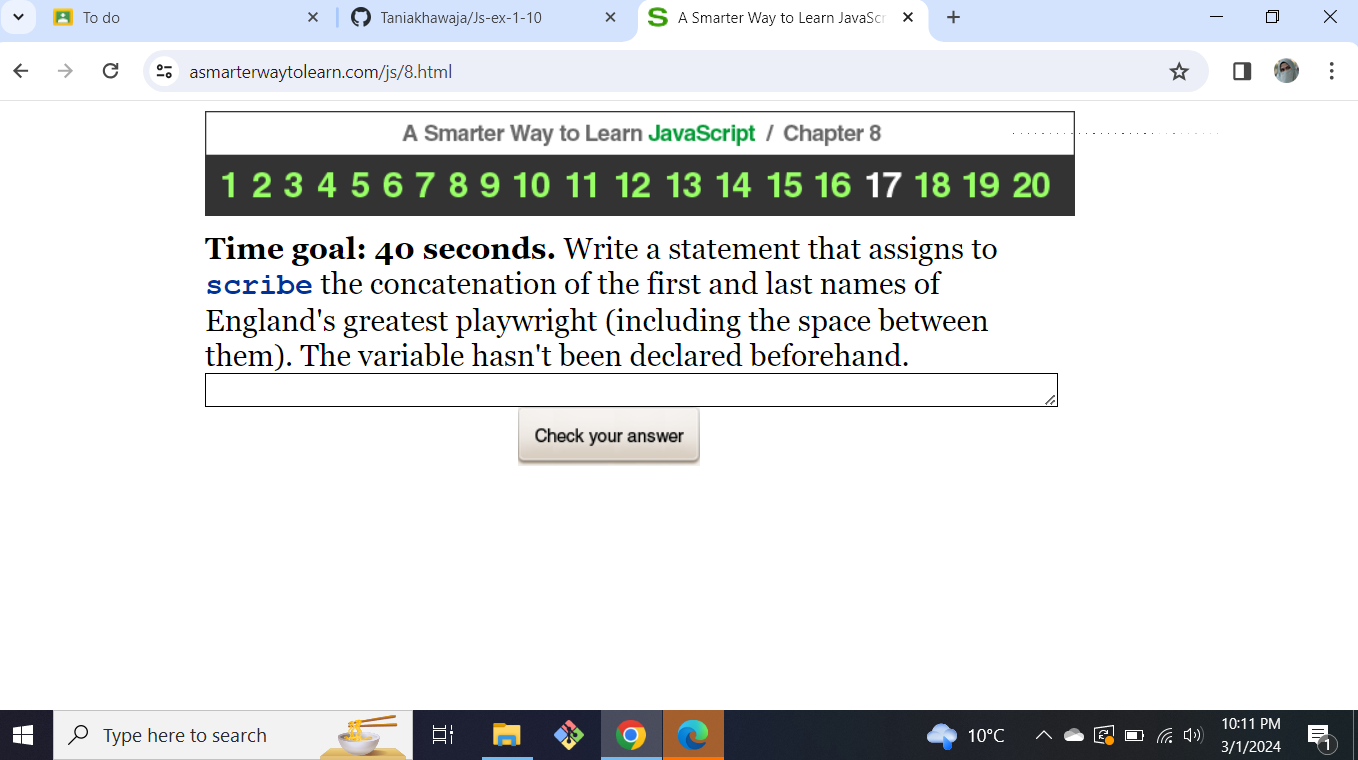 To do
Taniakhawaja/Js-ex-1-10
A Smarter Way to Learn JavaScr
asmarterwaytolearn.com/js/8.html
A Smarter Way to Learn JavaScript / Chapter 8
1 2 3 4 5 6 7 8 9 10 11 12 13 14 15 16 17 18 19 20
Time goal: 40 seconds. Write a statement that assigns to
scribe the concatenation of the first and last names of
England's greatest playwright (including the space between
them). The variable hasn't been declared beforehand.
Check your answer
Type here to search
10°C
10:11 PM
3/1/2024
1